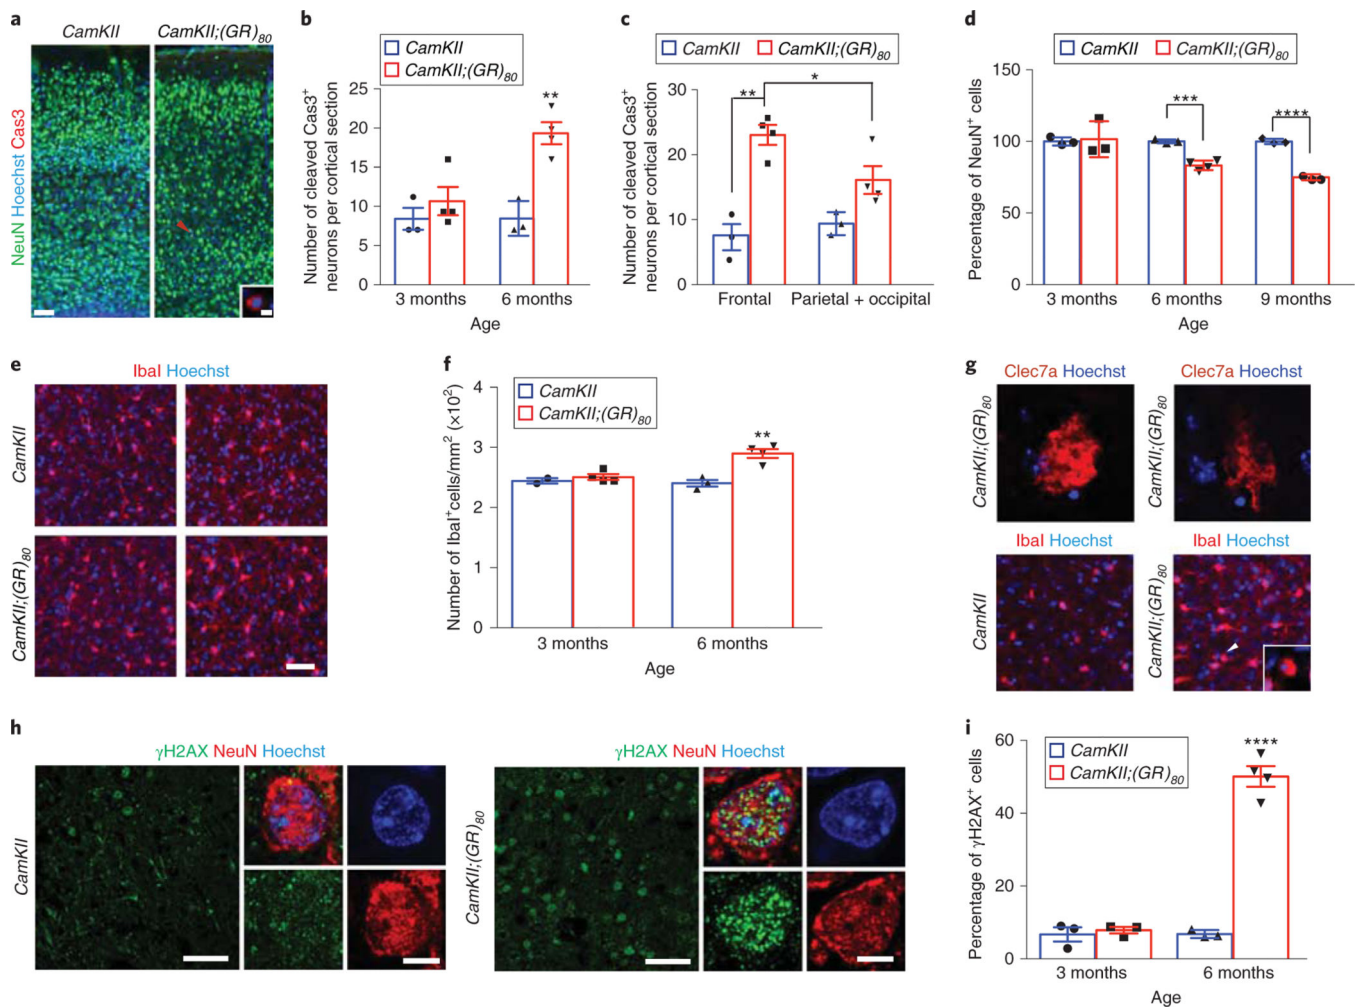 a
CamKII CamKII;(GR)80
NeuN Hoechst Cas3
b
CamKII
CamKII;(GR)80
Number of cleaved Cas3+
neurons per cortical section
25
20
15
10
5
0
**
3 months 6 months
Age
c
CamKII CamKII;(GR)80
Number of cleaved Cas3+
neurons per cortical section
30
20
10
0
** *
Frontal Parietal + occipital
d
CamKII CamKII;(GR)80
Percentage of NeuN+ cells
150
100
50
0
*** ****
3 months 6 months 9 months
Age
e
IbaI Hoechst
CamKII
CamKII;(GR)80
f
CamKII
CamKII;(GR)80
Number of IbaI+cells/mm2 (×102)
4
3
2
1
0
**
3 months 6 months
Age
g
Clec7a Hoechst Clec7a Hoechst
CamKII;(GR)80 CamKII;(GR)80
IbaI Hoechst IbaI Hoechst
CamKII CamKII;(GR)80
h
γH2AX NeuN Hoechst γH2AX NeuN Hoechst
CamKII CamKII;(GR)80
i
CamKII
CamKII;(GR)80
Percentage of γH2AX+ cells
60
40
20
0
****
3 months 6 months
Age